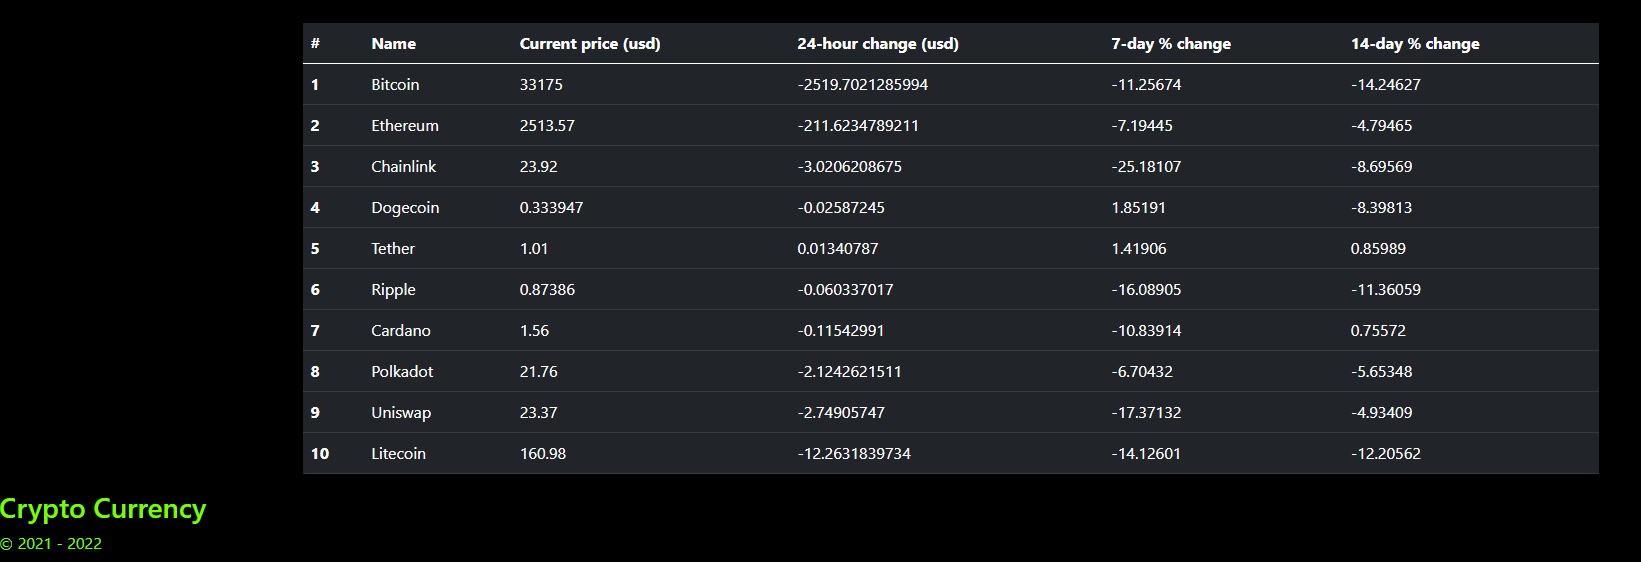 # Name Current price (usd) 24-hour change (usd) 7-day % change 14-day % change
1 Bitcoin 33175 -2519.7021285994 -11.25674 -14.24627
2 Ethereum 2513.57 -211.6234789211 -7.19445 -4.79465
3 Chainlink 23.92 -3.0206208675 -25.18107 -8.69569
4 Dogecoin 0.333947 -0.02587245 1.85191 -8.39813
5 Tether 1.01 0.01340787 1.41906 0.85989
6 Ripple 0.87386 -0.060337017 -16.08905 -11.36059
7 Cardano 1.56 -0.11542991 -10.83914 0.75572
8 Polkadot 21.76 -2.1242621511 -6.70432 -5.65348
9 Uniswap 23.37 -2.74905747 -17.37132 -4.93409
10 Litecoin 160.98 -12.2631839734 -14.12601 -12.20562
Crypto Currency
© 2021 - 2022